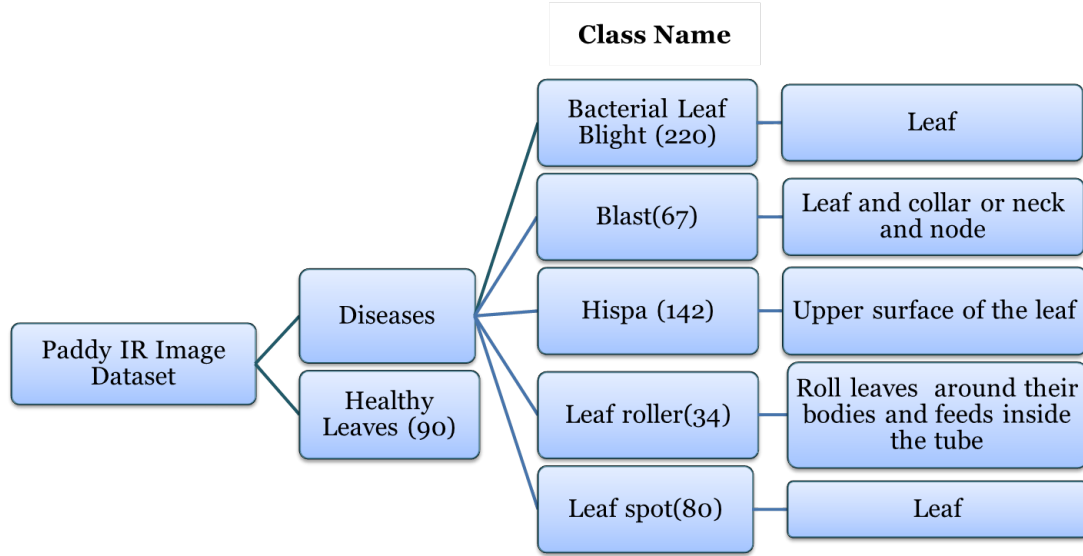 Class Name
Bacterial Leaf
Blight (220)
Leaf
Blast(67)
Leaf and collar or neck
and node
Diseases
Hispa (142)
Upper surface of the leaf
Paddy IR Image
Dataset
Healthy
Leaves (90)
Leaf roller(34)
Roll leaves around their
bodies and feeds inside
the tube
Leaf spot(80)
Leaf